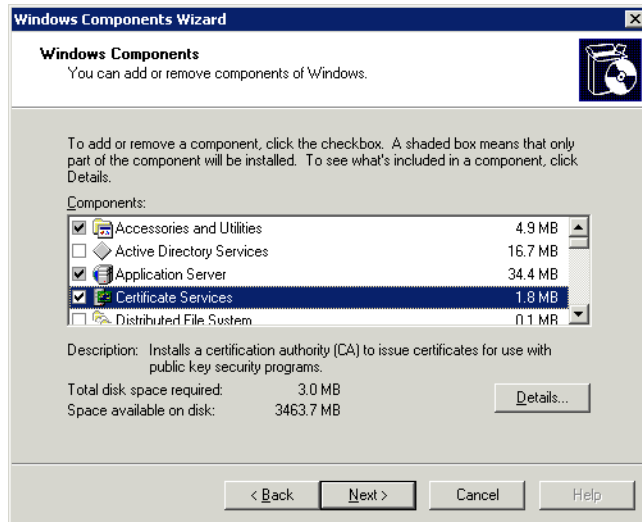 Windows Components Wizard
Windows Components
You can add or remove components of Windows.
To add or remove a component, click the checkbox. A shaded box means that only
part of the component will be installed. To see what's included in a component, click
Details.
Components:
Accessories and Utilities 4.9 MB
Active Directory Services 16.7 MB
Application Server 34.4 MB
Certificate Services 1.8 MB
Distributed File System 0.1 MB
Description: Installs a certification authority (CA) to issue certificates for use with
public key security programs.
Total disk space required: 3.0 MB
Space available on disk: 3463.7 MB
Details...
< Back Next > Cancel Help